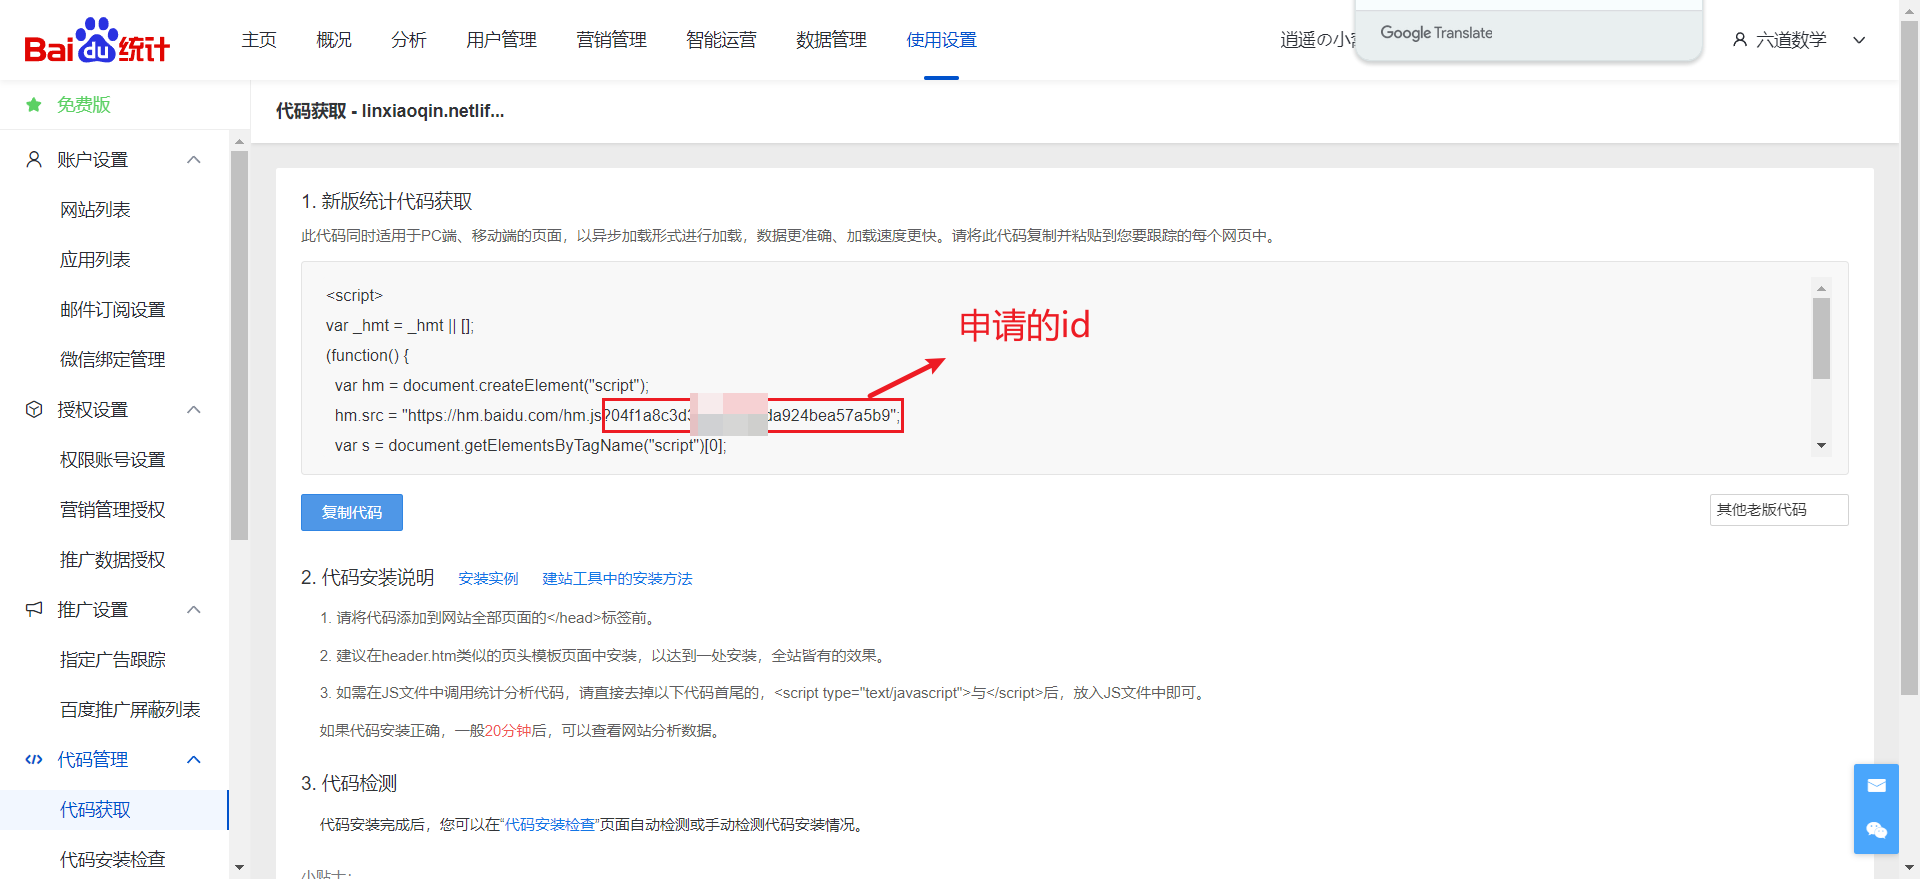 Baidu统计
主页 概况 分析 用户管理 营销管理 智能运营 数据管理 使用设置
逍遥の小
Google Translate
六道数学
免费版
代码获取 - linxiaoqin.netlif...
账户设置
网站列表
应用列表
邮件订阅设置
微信绑定管理
授权设置
权限账号设置
营销管理授权
推广数据授权
推广设置
指定广告跟踪
百度推广屏蔽列表
代码管理
代码获取
代码安装检查
1. 新版统计代码获取
此代码同时适用于PC端、移动端的页面，以异步加载形式进行加载，数据更准确、加载速度更快。请将此代码复制并粘贴到您要跟踪的每个网页中。
<script>
var _hmt = _hmt || [];
(function() {
var hm = document.createElement("script");
hm.src = "https://hm.baidu.com/hm.js?04f1a8c3d3 da924bea57a5b9";
var s = document.getElementsByTagName("script")[0];
申请的id
复制代码
其他老版代码
2. 代码安装说明 安装实例 建站工具中的安装方法
1. 请将代码添加到网站全部页面的</head>标签前。
2. 建议在header.htm类似的页头模板页面中安装，以达到一处安装，全站皆有的效果。
3. 如需在JS文件中调用统计分析代码，请直接去掉以下代码首尾的，<script type="text/javascript">与</script>后，放入JS文件中即可。
如果代码安装正确，一般20分钟后，可以查看网站分析数据。
3. 代码检测
代码安装完成后，您可以在“代码安装检查”页面自动检测或手动检测代码安装情况。
小贴士：